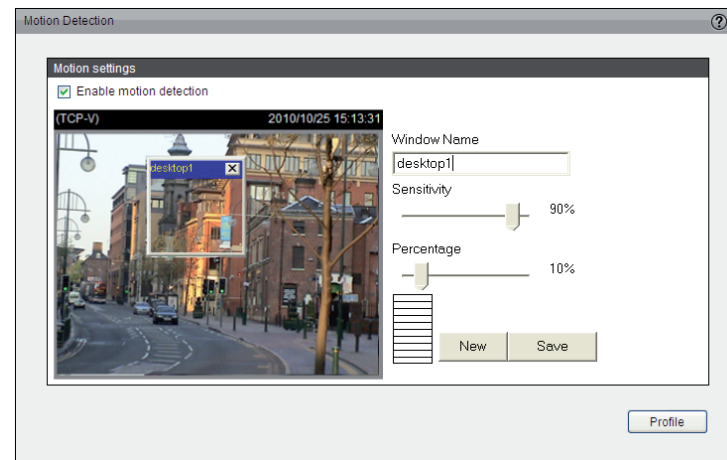 Motion Detection ?
Motion settings
Enable motion detection
(TCP-V) 2010/10/25 15:13:31
desktop1
Window Name
desktop1
Sensitivity
90%
Percentage
10%
New Save
Profile